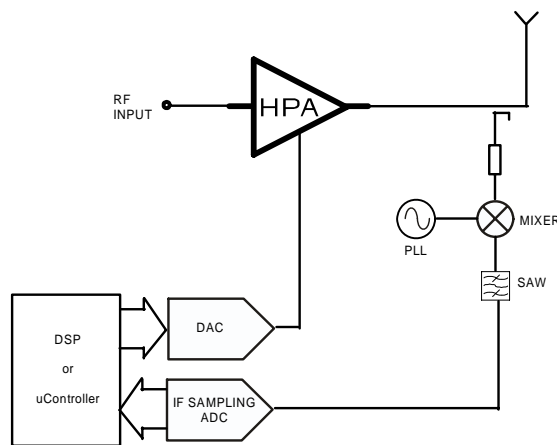 HPA
RF
INPUT
MIXER
PLL
SAW
DSP
or
uController
DAC
IF SAMPLING
ADC